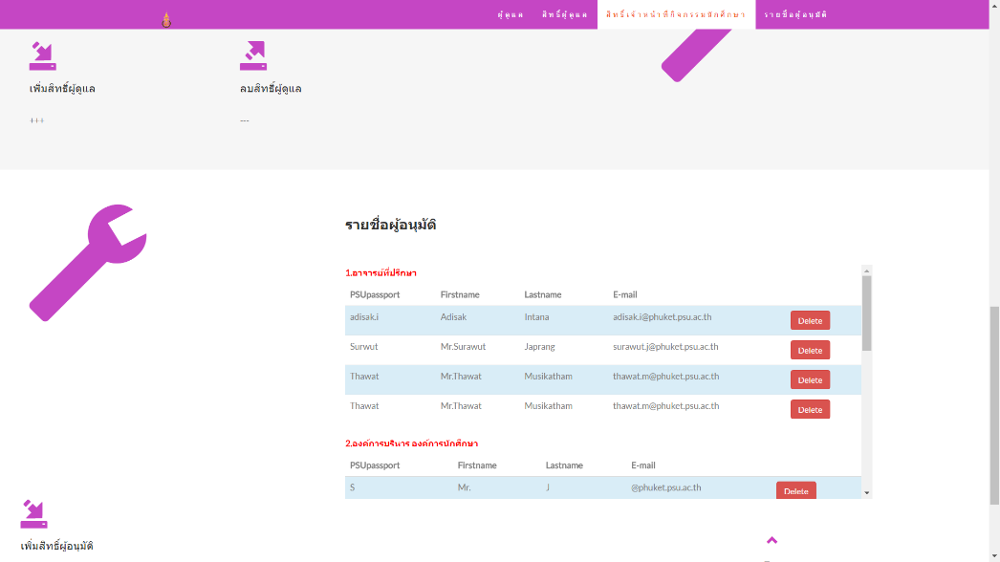 ผู้ดูแล สิทธิ์ผู้ดูแล สิทธิ์เจ้าหน้าที่กิจกรรมนักศึกษา รายชื่อผู้อนุมัติ
เพิ่มสิทธิ์ผู้ดูแล ลบสิทธิ์ผู้ดูแล
+++ ---
รายชื่อผู้อนุมัติ
1.อาจารย์ที่ปรึกษา
PSUpassport Firstname Lastname E-mail
adisak.i Adisak Intana adisak.i@phuket.psu.ac.th Delete
Surwut Mr.Surawut Japrang surawut.j@phuket.psu.ac.th Delete
Thawat Mr.Thawat Musikatham thawat.m@phuket.psu.ac.th Delete
Thawat Mr.Thawat Musikatham thawat.m@phuket.psu.ac.th Delete
2.องค์การบริหาร องค์การนักศึกษา
PSUpassport Firstname Lastname E-mail
S Mr. J @phuket.psu.ac.th Delete
เพิ่มสิทธิ์ผู้อนุมัติ